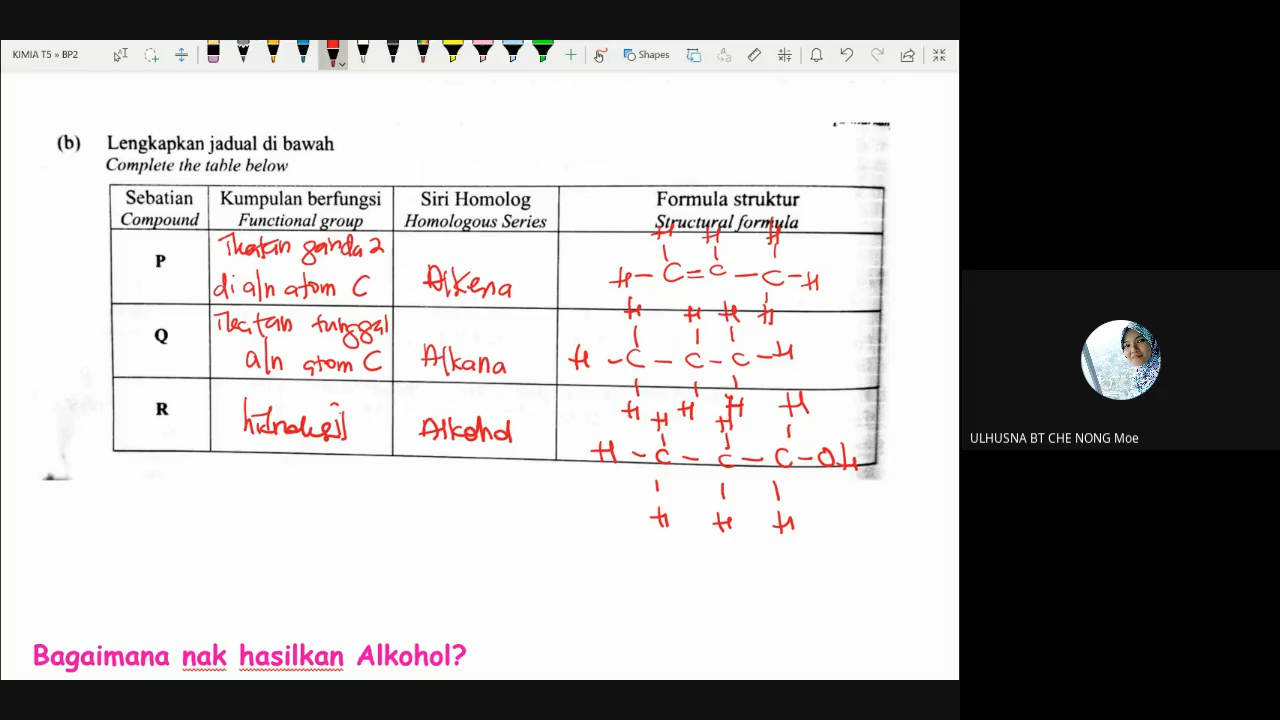 KIMIA T5 » BP2
Shapes
(b) Lengkapkan jadual di bawah
Complete the table below
Sebatian Kumpulan berfungsi Siri Homolog Formula struktur
Compound Functional group Homologous Series Structural formula
P
Ikatan ganda 2
di a/n atom C
Alkena
H H H
H - C = C - C - H
H
Q
Ikatan tunggal
a/n atom C
Alkana
H H H
H - C - C - C - H
H H H
R
hidroksil
Alkohol
H H H
H - C - C - C - OH
H H H
Bagaimana nak hasilkan Alkohol?
ULHUSNA BT CHE NONG Moe